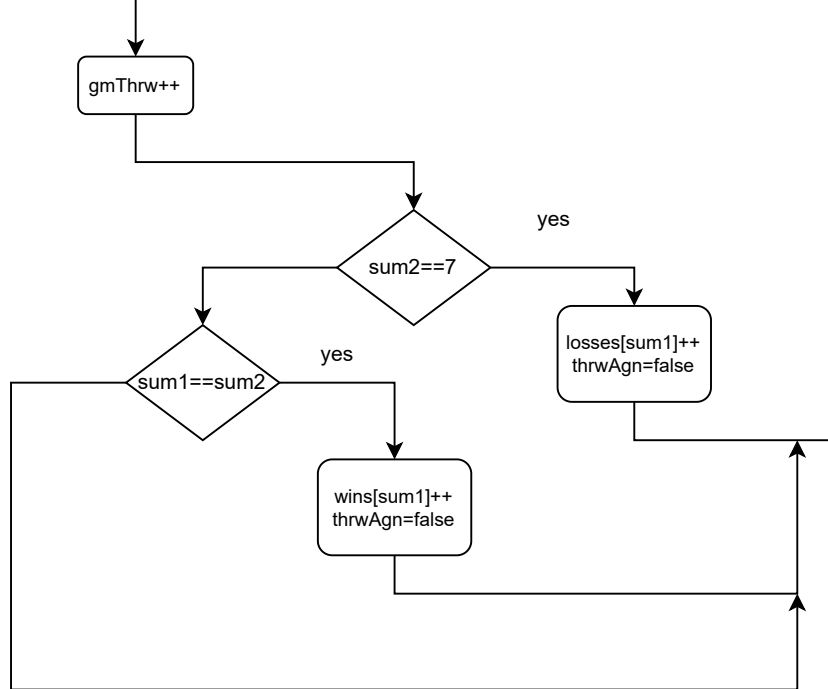 gmThrw++
yes
sum2==7
losses[sum1]++
thrwAgn=false
yes
sum1==sum2
wins[sum1]++
thrwAgn=false